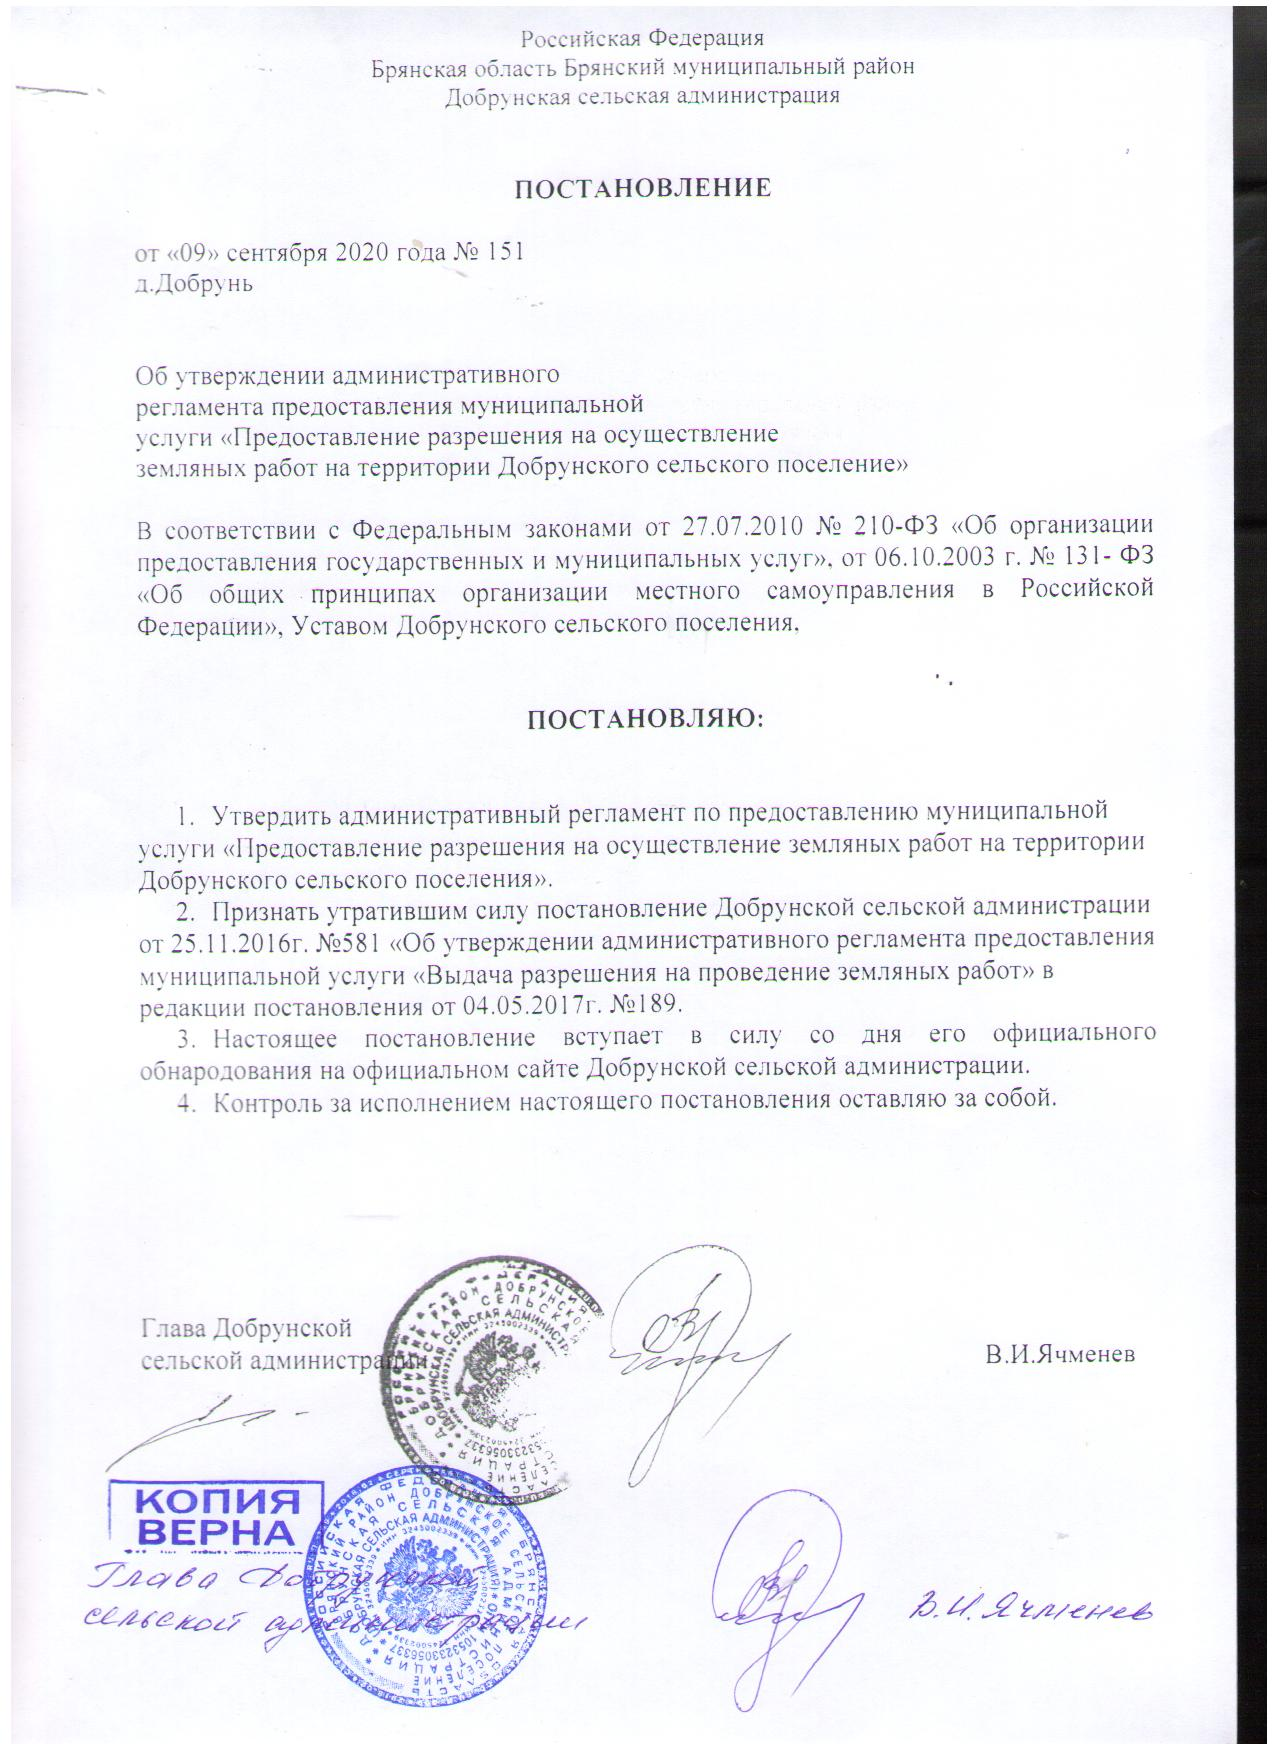 Российская Федерация
Брянская область Брянский муниципальный район
Добрунская сельская администрация
ПОСТАНОВЛЕНИЕ
от «09» сентября 2020 года № 151
д.Добрунь
Об утверждении административного
регламента предоставления муниципальной
услуги «Предоставление разрешения на осуществление
земляных работ на территории Добрунского сельского поселение»
В соответствии с Федеральным законами от 27.07.2010 № 210-ФЗ «Об организации
предоставления государственных и муниципальных услуг», от 06.10.2003 г. № 131- ФЗ
«Об общих принципах организации местного самоуправления в Российской
Федерации», Уставом Добрунского сельского поселения,
ПОСТАНОВЛЯЮ:
1. Утвердить административный регламент по предоставлению муниципальной
услуги «Предоставление разрешения на осуществление земляных работ на территории
Добрунского сельского поселения».
2. Признать утратившим силу постановление Добрунской сельской администрации
от 25.11.2016г. №581 «Об утверждении административного регламента предоставления
муниципальной услуги «Выдача разрешения на проведение земляных работ» в
редакции постановления от 04.05.2017г. №189.
3. Настоящее постановление вступает в силу со дня его официального
обнародования на официальном сайте Добрунской сельской администрации.
4. Контроль за исполнением настоящего постановления оставляю за собой.
Глава Добрунской
сельской администрации
В.И.Ячменев
КОПИЯ
ВЕРНА
Глава Добрунской
сельской администрации
В.И.Ячменев